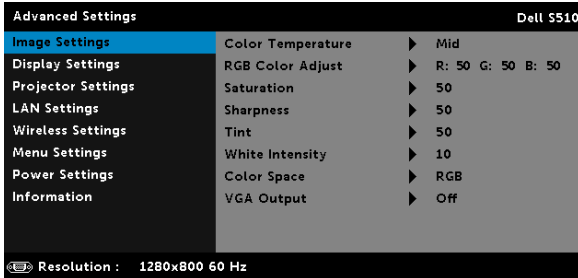 Advanced Settings Dell S510
Image Settings Color Temperature Mid
Display Settings RGB Color Adjust R: 50 G: 50 B: 50
Projector Settings Saturation 50
LAN Settings Sharpness 50
Wireless Settings Tint 50
Menu Settings White Intensity 10
Power Settings Color Space RGB
Information VGA Output Off
Resolution : 1280x800 60 Hz